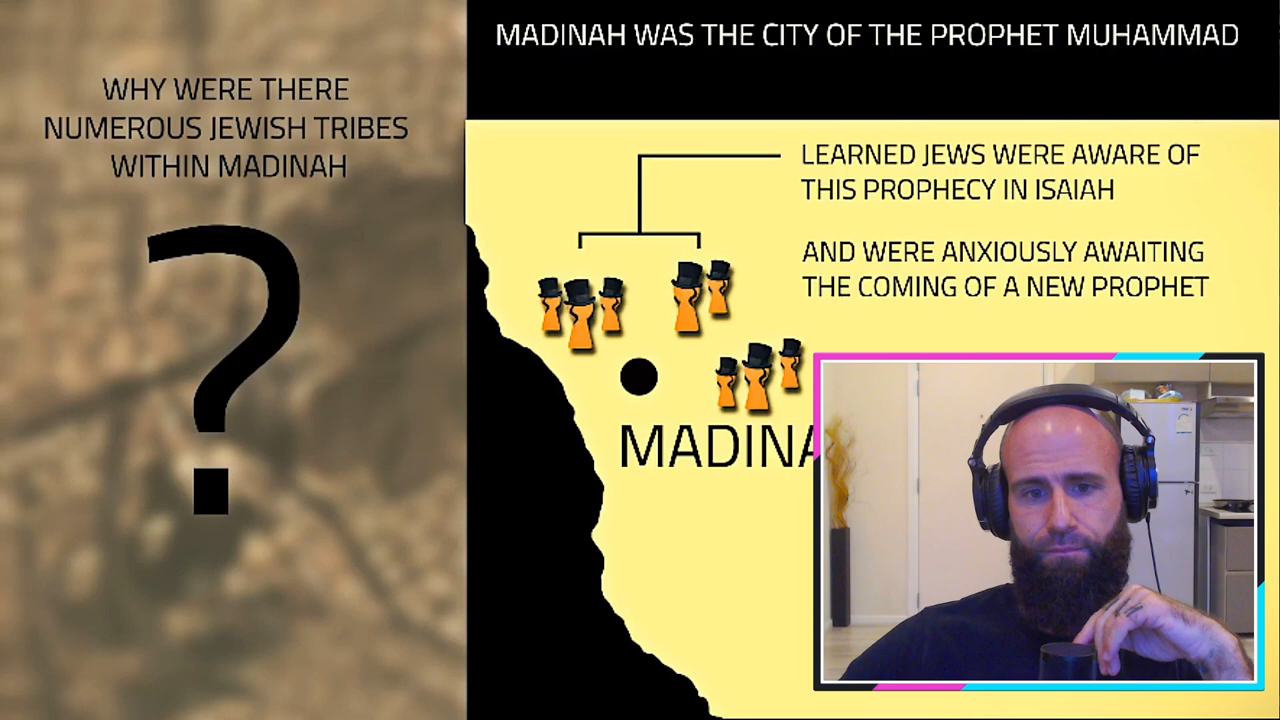 WHY WERE THERE
NUMEROUS JEWISH TRIBES
WITHIN MADINAH
?
MADINAH WAS THE CITY OF THE PROPHET MUHAMMAD
LEARNED JEWS WERE AWARE OF
THIS PROPHECY IN ISAIAH
AND WERE ANXIOUSLY AWAITING
THE COMING OF A NEW PROPHET
MADINA